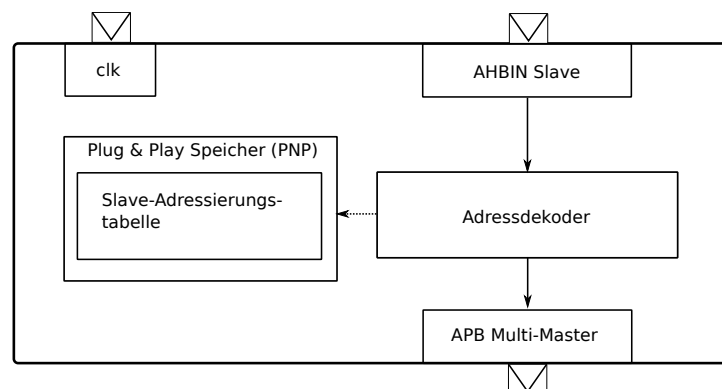 clk
AHBIN Slave
Plug & Play Speicher (PNP)
Slave-Adressierungs-
tabelle
Adressdekoder
APB Multi-Master